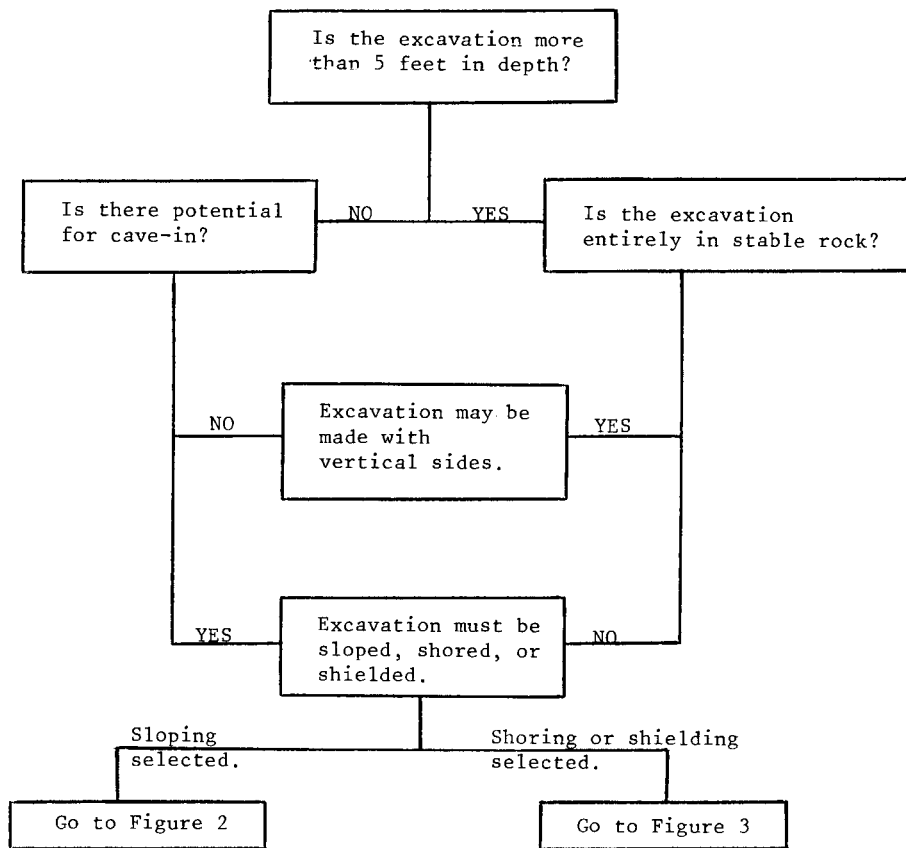 Is the excavation more
than 5 feet in depth?
Is there potential
for cave-in?
NO
YES
Is the excavation
entirely in stable rock?
NO
Excavation may be
made with
vertical sides.
YES
YES
Excavation must be
sloped, shored, or
shielded.
NO
Sloping
selected.
Shoring or shielding
selected.
Go to Figure 2
Go to Figure 3